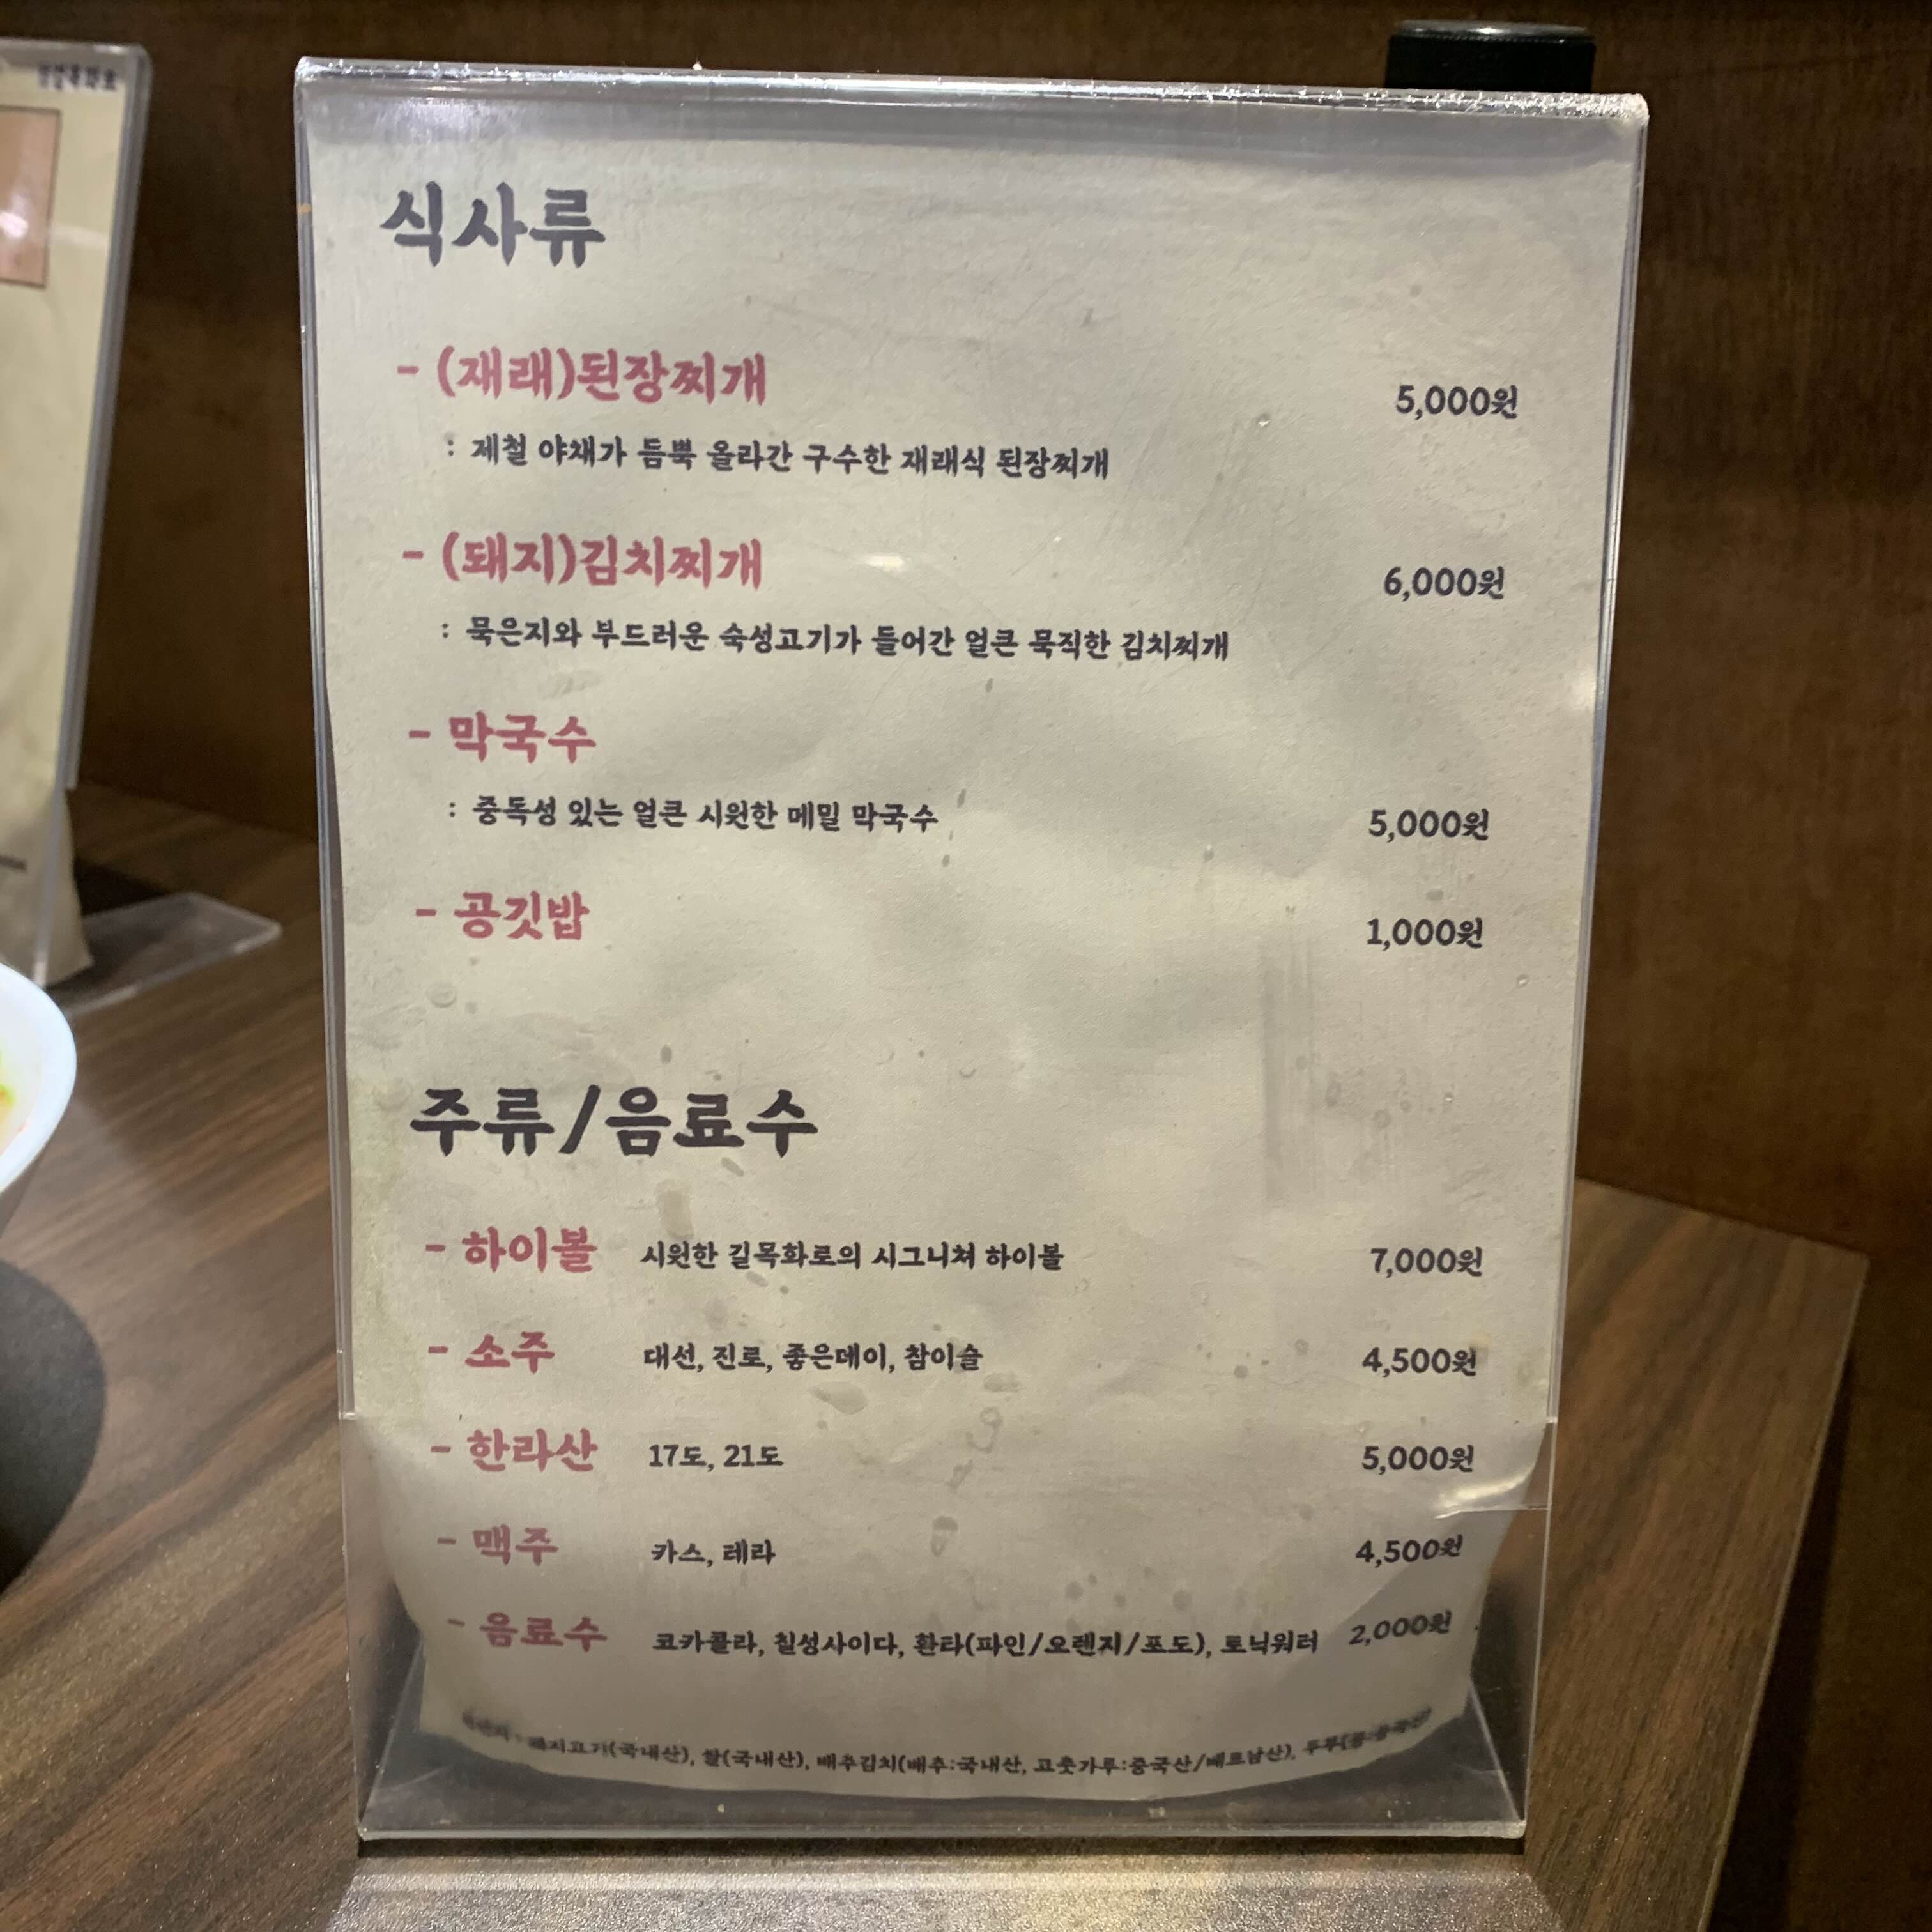 식사류
- (재래)된장찌개
5,000원
: 제철 야채가 듬뿍 올라간 구수한 재래식 된장찌개
- (돼지)김치찌개
6,000원
: 묵은지와 부드러운 숙성고기가 들어간 얼큰 묵직한 김치찌개
- 막국수
: 중독성 있는 얼큰 시원한 메밀 막국수
5,000원
- 공깃밥
1,000원
주류/음료수
- 하이볼 시원한 길목화로의 시그니쳐 하이볼 7,000원
- 소주 대선, 진로, 좋은데이, 참이슬 4,500원
- 한라산 17도, 21도 5,000원
- 맥주 카스, 테라 4,500원
- 음료수 코카콜라, 칠성사이다, 환타(파인/오렌지/포도), 토닉워터 2,000원
돼지고기(국내산), 쌀(국내산), 배추김치(배추:국내산, 고춧가루:중국산/베트남산), 두부(콩:중국산)